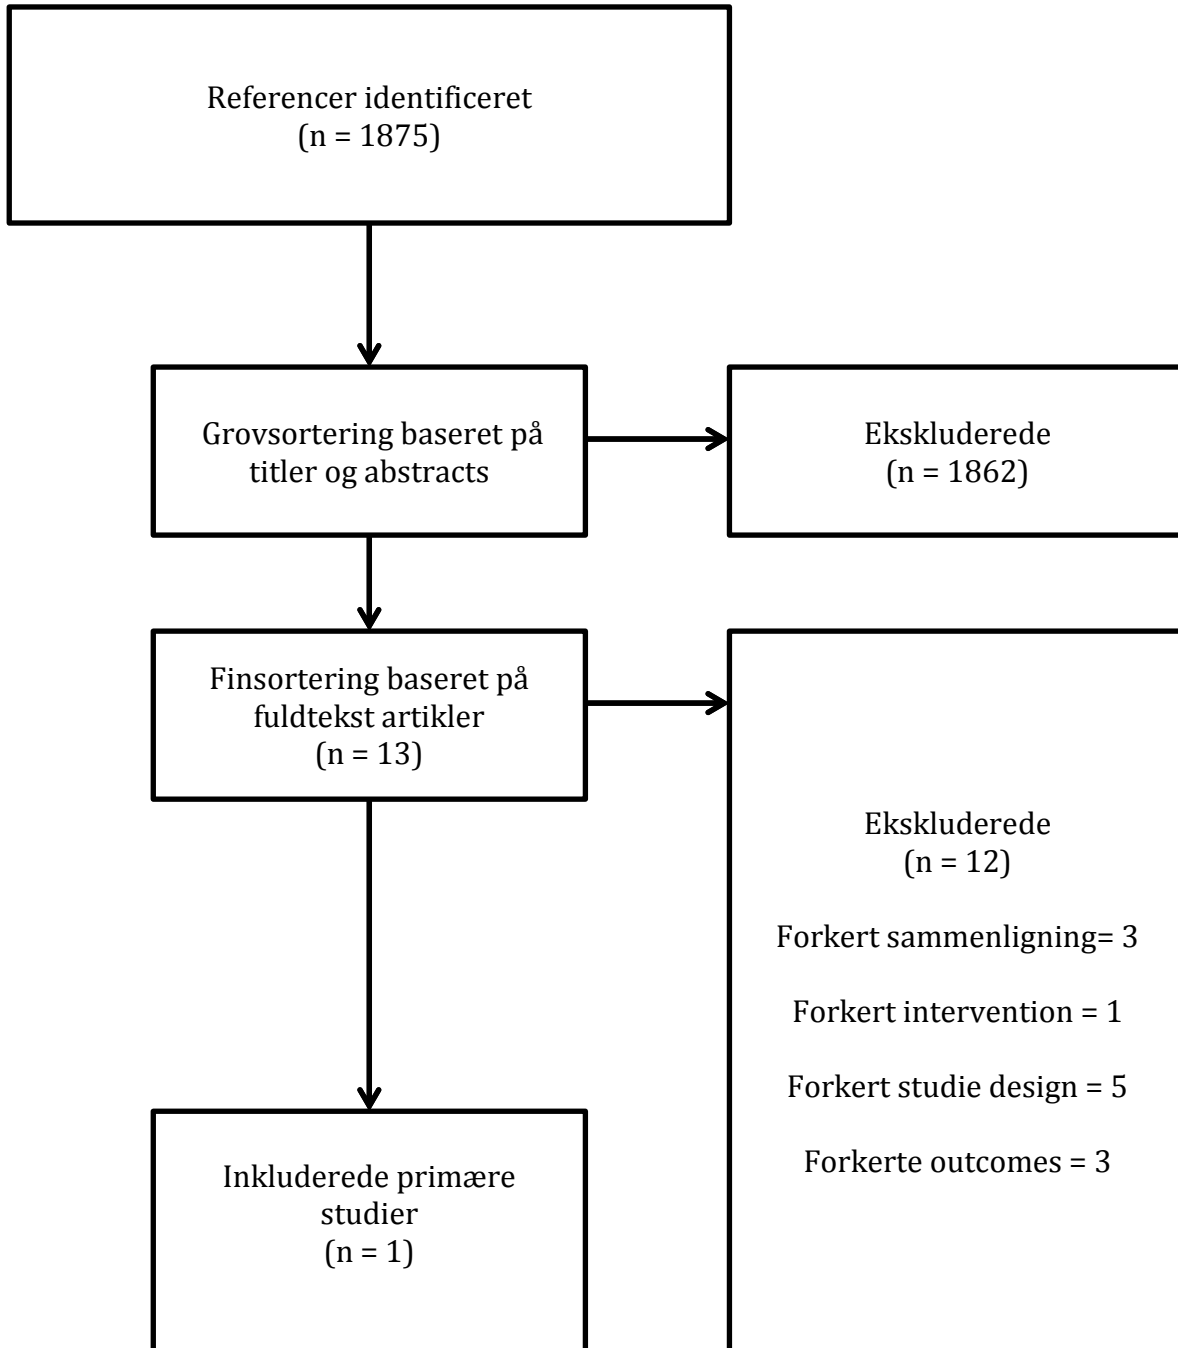 Referencer identificeret
(n = 1875)
Grovsortering baseret på
titler og abstracts
Ekskluderede
(n = 1862)
Finsortering baseret på
fuldtekst artikler
(n = 13)
Ekskluderede
(n = 12)
Forkert sammenligning= 3
Forkert intervention = 1
Forkert studie design = 5
Forkerte outcomes = 3
Inkluderede primære
studier
(n = 1)